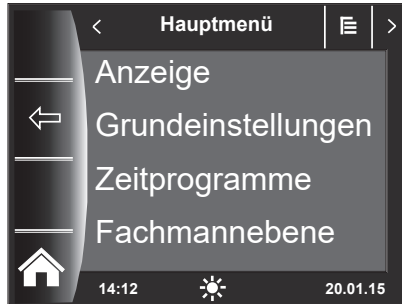 Hauptmenü
Anzeige
Grundeinstellungen
Zeitprogramme
Fachmannebene
14:12 20.01.15